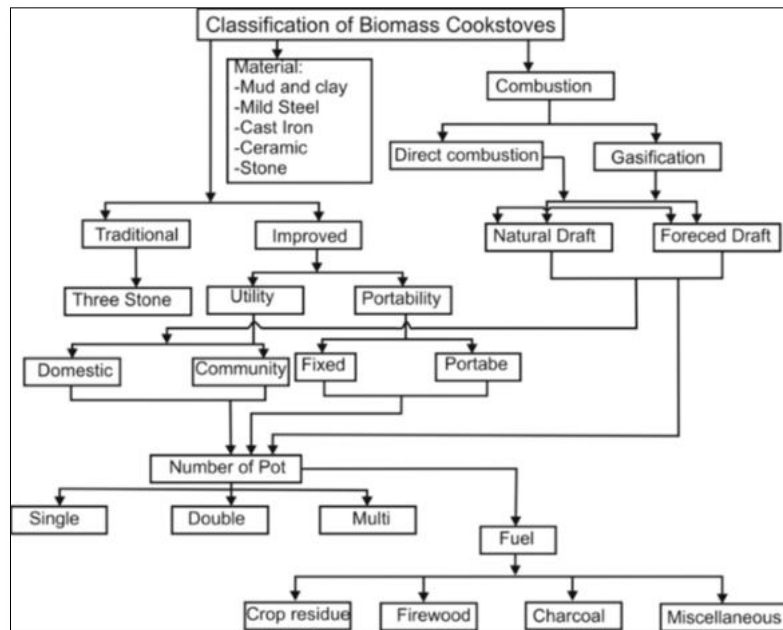 Classification of Biomass Cookstoves
Material:
-Mud and clay
-Mild Steel
-Cast Iron
-Ceramic
-Stone
Combustion
Direct combustion
Gasification
Traditional
Improved
Natural Draft
Foreced Draft
Three Stone
Utility
Portability
Domestic
Community
Fixed
Portabe
Number of Pot
Single
Double
Multi
Fuel
Crop residue
Firewood
Charcoal
Miscellaneous